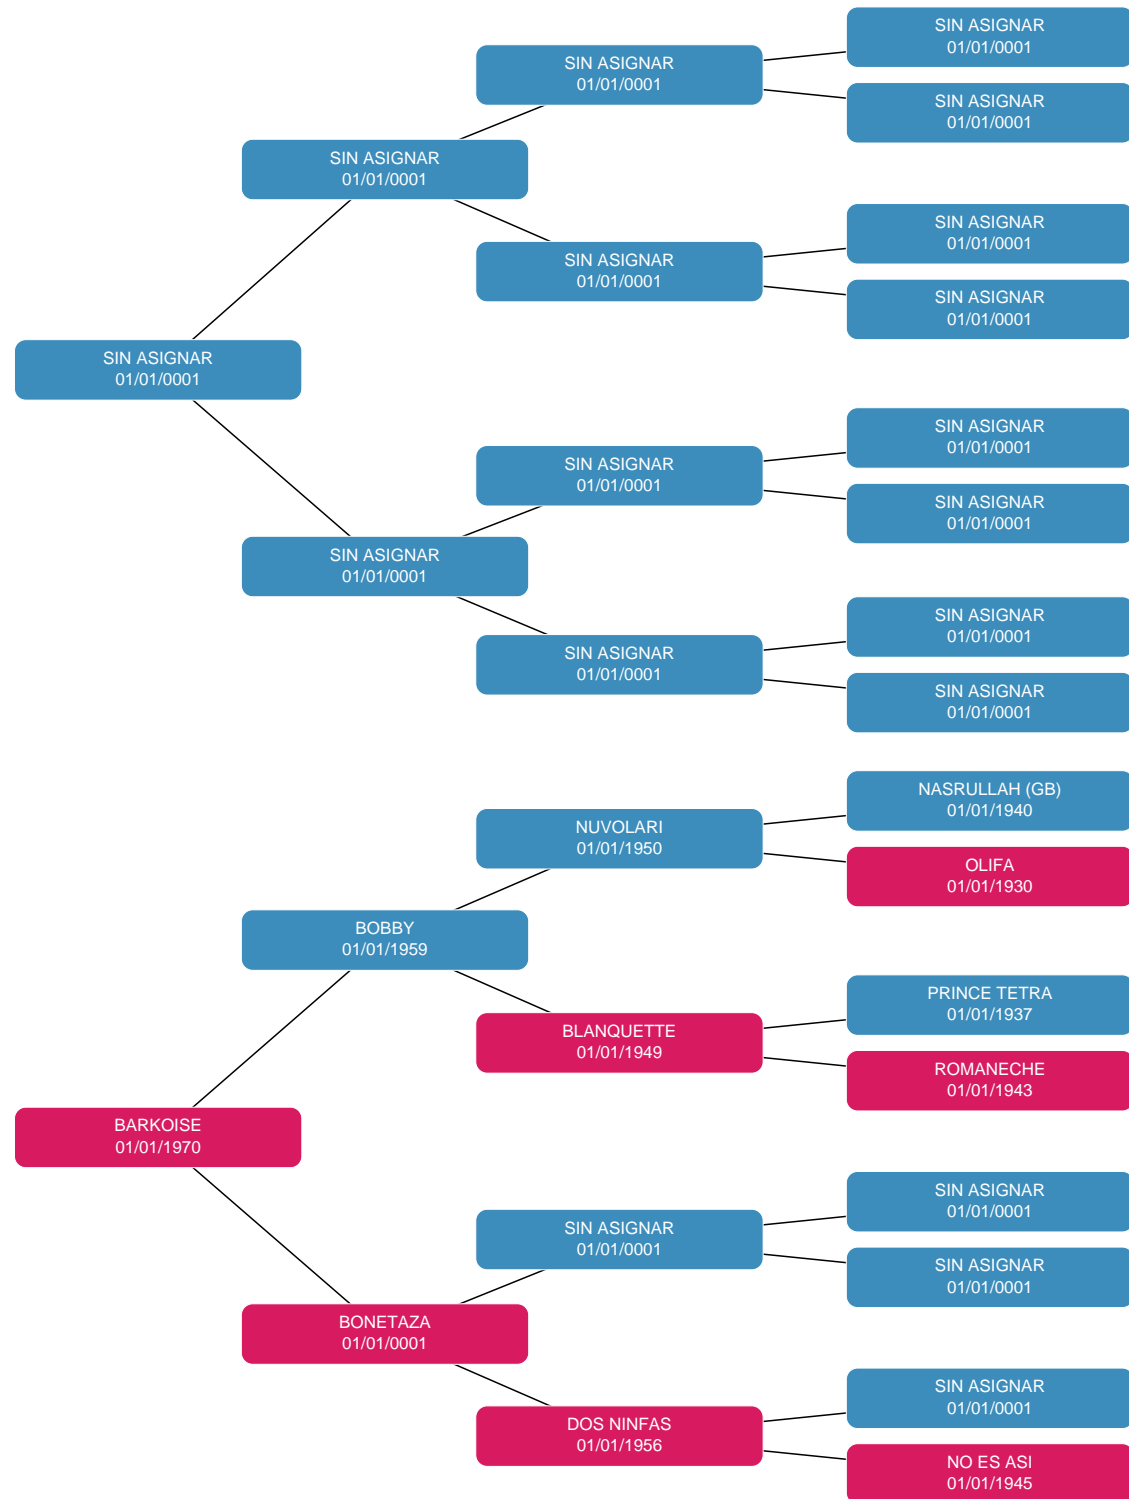 SIN ASIGNAR
01/01/0001
SIN ASIGNAR
01/01/0001
SIN ASIGNAR
01/01/0001
SIN ASIGNAR
01/01/0001
SIN ASIGNAR
01/01/0001
SIN ASIGNAR
01/01/0001
SIN ASIGNAR
01/01/0001
SIN ASIGNAR
01/01/0001
SIN ASIGNAR
01/01/0001
SIN ASIGNAR
01/01/0001
SIN ASIGNAR
01/01/0001
SIN ASIGNAR
01/01/0001
SIN ASIGNAR
01/01/0001
SIN ASIGNAR
01/01/0001
SIN ASIGNAR
01/01/0001
NASRULLAH (GB)
01/01/1940
NUVOLARI
01/01/1950
OLIFA
01/01/1930
BOBBY
01/01/1959
PRINCE TETRA
01/01/1937
BLANQUETTE
01/01/1949
ROMANECHE
01/01/1943
BARKOISE
01/01/1970
SIN ASIGNAR
01/01/0001
SIN ASIGNAR
01/01/0001
SIN ASIGNAR
01/01/0001
BONETAZA
01/01/0001
SIN ASIGNAR
01/01/0001
DOS NINFAS
01/01/1956
NO ES ASI
01/01/1945